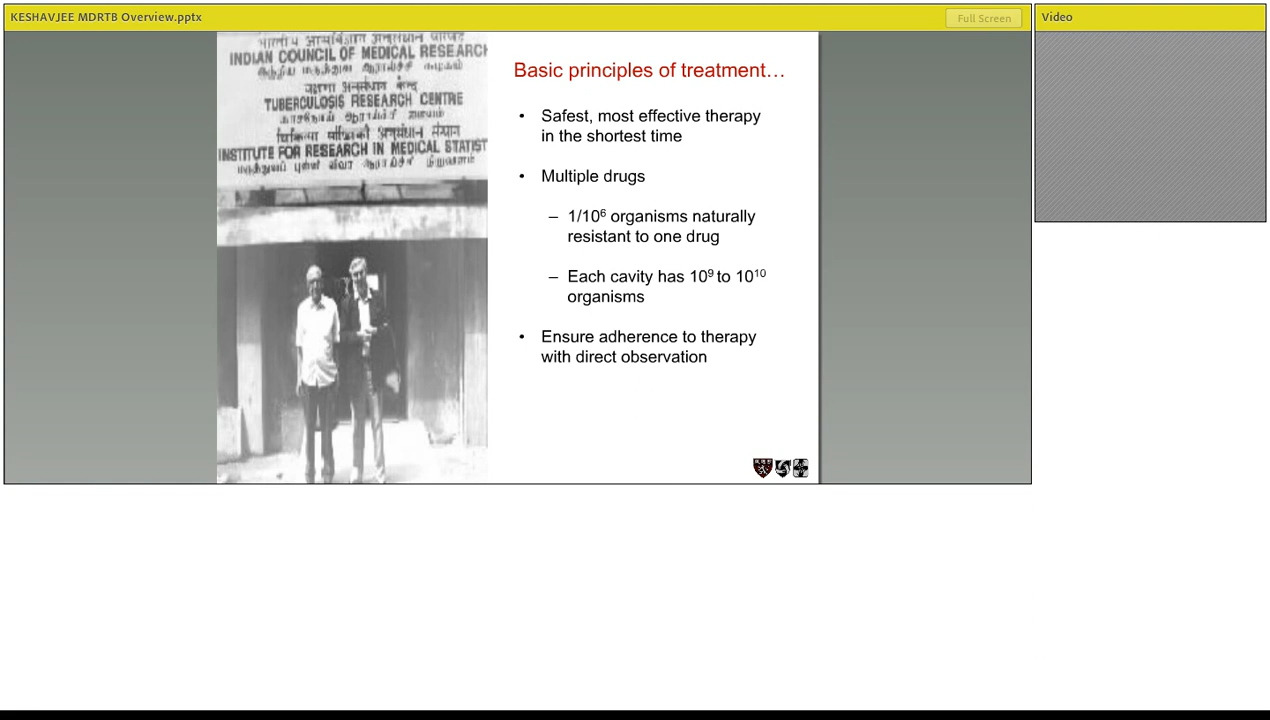 KESHAVJEE MDRTB Overview.pptx
Full Screen
Video
INDIAN COUNCIL OF MEDICAL RESEARCH
TUBERCULOSIS RESEARCH CENTRE
INSTITUTE FOR RESEARCH IN MEDICAL STATIST
Basic principles of treatment…
• Safest, most effective therapy
in the shortest time
• Multiple drugs
– 1/10⁶ organisms naturally
resistant to one drug
– Each cavity has 10⁹ to 10¹⁰
organisms
• Ensure adherence to therapy
with direct observation